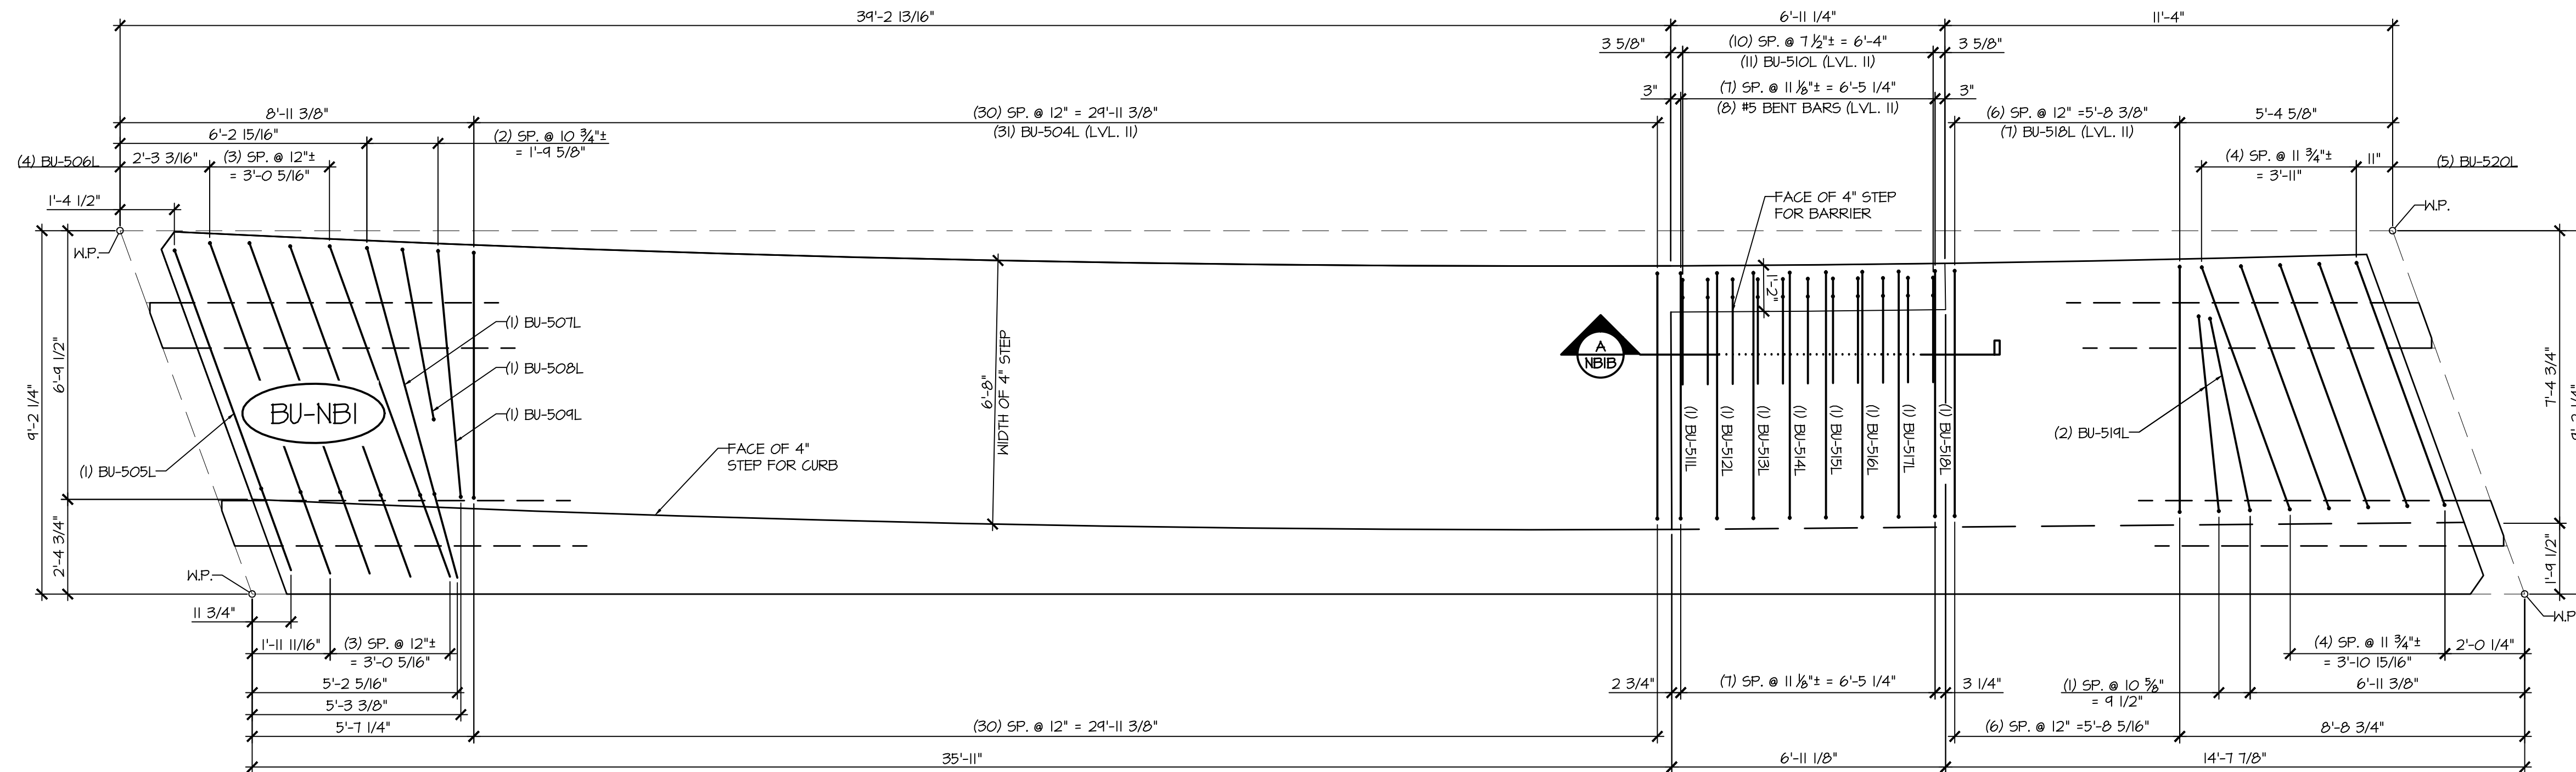 39'-2 13/16"
6'-11 1/4"
11'-4"
3 5/8"
(10) SP. @ 7 1/2"± = 6'-4"
3 5/8"
(11) BU-510L (LVL. 11)
3"
(7) SP. @ 11 1/8"± = 6'-5 1/4"
3"
(8) #5 BENT BARS (LVL. 11)
8'-11 3/8"
(30) SP. @ 12" = 29'-11 3/8"
(31) BU-504L (LVL. 11)
(6) SP. @ 12" =5'-8 3/8"
(7) BU-518L (LVL. 11)
5'-4 5/8"
6'-2 15/16"
(2) SP. @ 10 3/4"±
= 1'-9 5/8"
(4) BU-506L
2'-3 3/16"
(3) SP. @ 12"±
= 3'-0 5/16"
(4) SP. @ 11 3/4"±
= 3'-11"
11"
(5) BU-520L
1'-4 1/2"
FACE OF 4" STEP
FOR BARRIER
W.P.
W.P.
1'-2"
(1) BU-507L
(1) BU-508L
(1) BU-509L
A
NB1B
9'-2 1/4"
6'-9 1/2"
2'-4 3/4"
BU-NB1
(1) BU-505L
6'-8"
WIDTH OF 4" STEP
FACE OF 4"
STEP FOR CURB
(1) BU-511L
(1) BU-512L
(1) BU-513L
(1) BU-514L
(1) BU-515L
(1) BU-516L
(1) BU-517L
(1) BU-518L
(2) BU-519L
7'-4 3/4"
1'-9 1/2"
W.P.
W.P.
11 3/4"
1'-11 11/16"
(3) SP. @ 12"±
= 3'-0 5/16"
(4) SP. @ 11 3/4"±
= 3'-10 15/16"
2'-0 1/4"
5'-2 5/16"
2 3/4"
(7) SP. @ 11 1/8"± = 6'-5 1/4"
3 1/4"
(1) SP. @ 10 5/8"
= 9 1/2"
6'-11 3/8"
5'-3 3/8"
5'-7 1/4"
(30) SP. @ 12" = 29'-11 3/8"
(6) SP. @ 12" =5'-8 5/16"
8'-8 3/4"
35'-11"
6'-11 1/8"
14'-7 7/8"